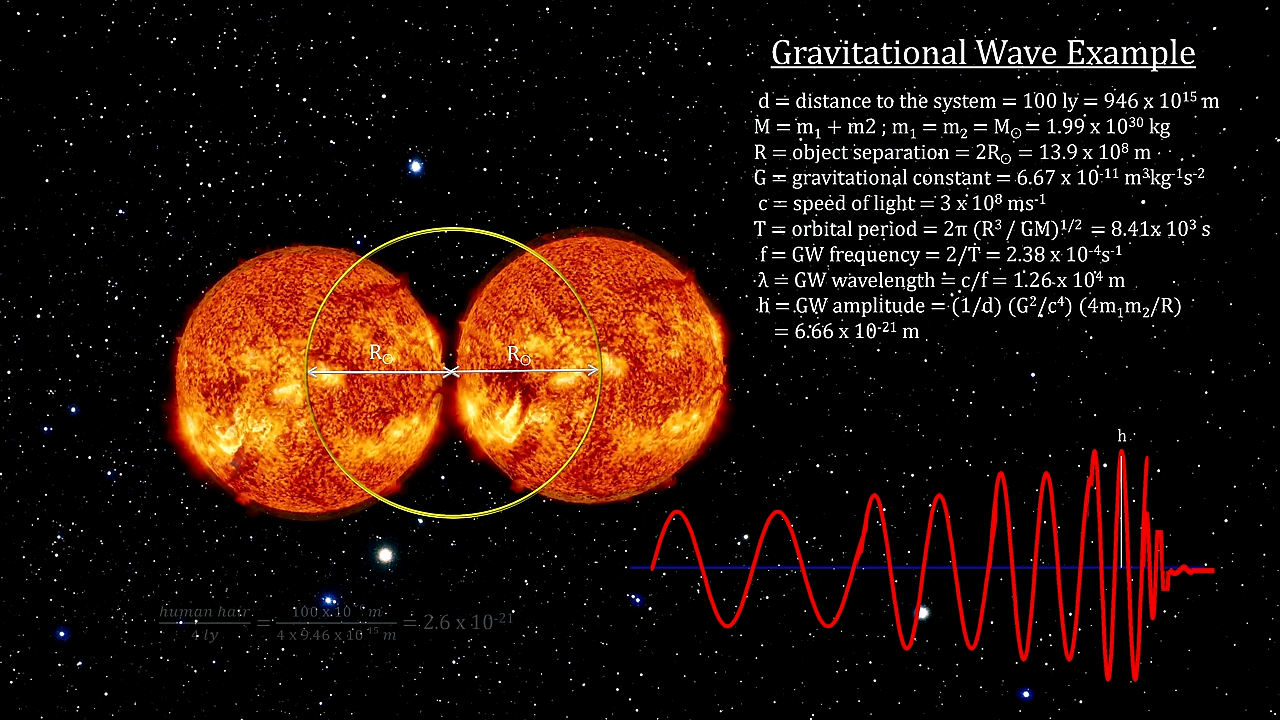 Gravitational Wave Example
d = distance to the system = 100 ly = 946 x 10¹⁵ m
M = m₁ + m2 ; m₁ = m₂ = M☉ = 1.99 x 10³⁰ kg
R = object separation = 2R☉ = 13.9 x 10⁸ m
G = gravitational constant = 6.67 x 10⁻¹¹ m³kg⁻¹s⁻²
c = speed of light = 3 x 10⁸ ms⁻¹
T = orbital period = 2π (R³ / GM)¹ᐟ² = 8.41x 10³ s
f = GW frequency = 2/T = 2.38 x 10⁻⁴s⁻¹
λ = GW wavelength = c/f = 1.26 x 10⁴ m
h = GW amplitude = (1/d) (G²/c⁴) (4m₁m₂/R)
= 6.66 x 10⁻²¹ m
R☉ R☉
h
human hair / 4 ly = 100 x 10 m / 4 x 9.46 x 10¹⁵ m = 2.6 x 10⁻²¹